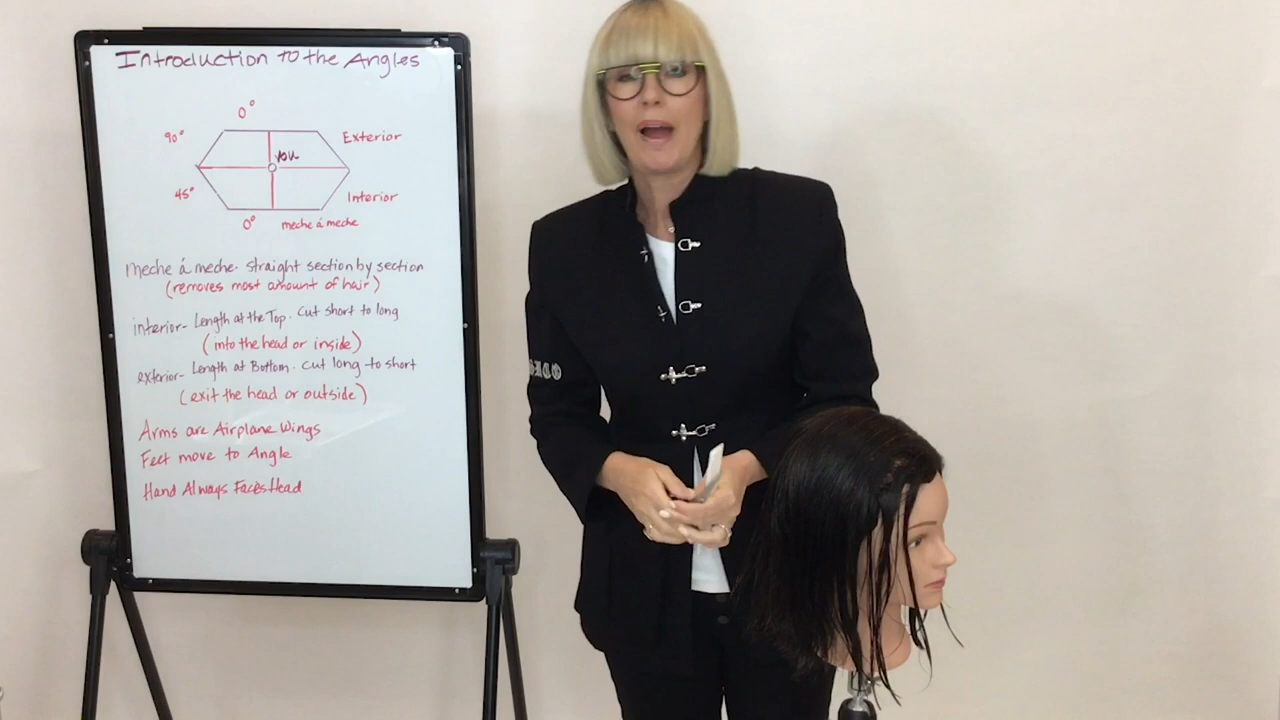 Introduction to the Angles
0°
90°
Exterior
you
45°
Interior
0°
meche á meche
meche á meche- straight section by section
(removes most amount of hair)
interior- Length at the Top. Cut short to long
(into the head or inside)
exterior- Length at Bottom. cut long to short
(exit the head or outside)
Arms are Airplane Wings
Feet move to Angle
Hand Always Faces Head